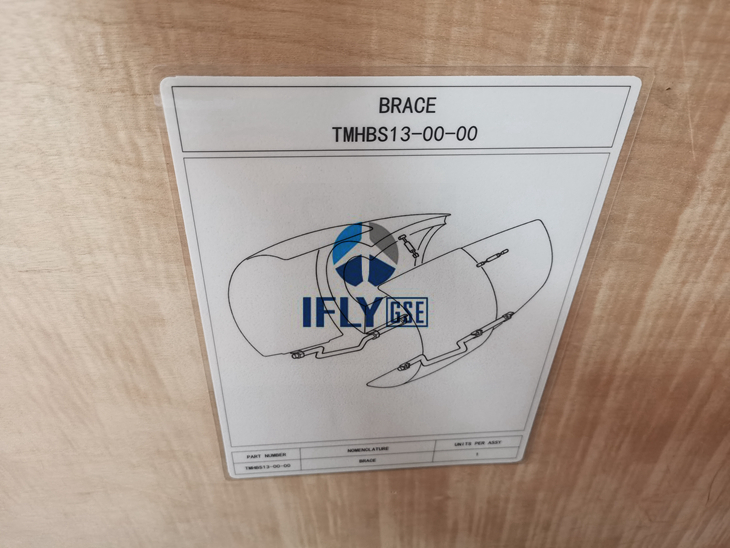 BRACE
TMHBS13-00-00
IFLY GSE
PART NUMBER NOMENCLATURE UNITS PER ASSY
TMHBS13-00-00 BRACE 1